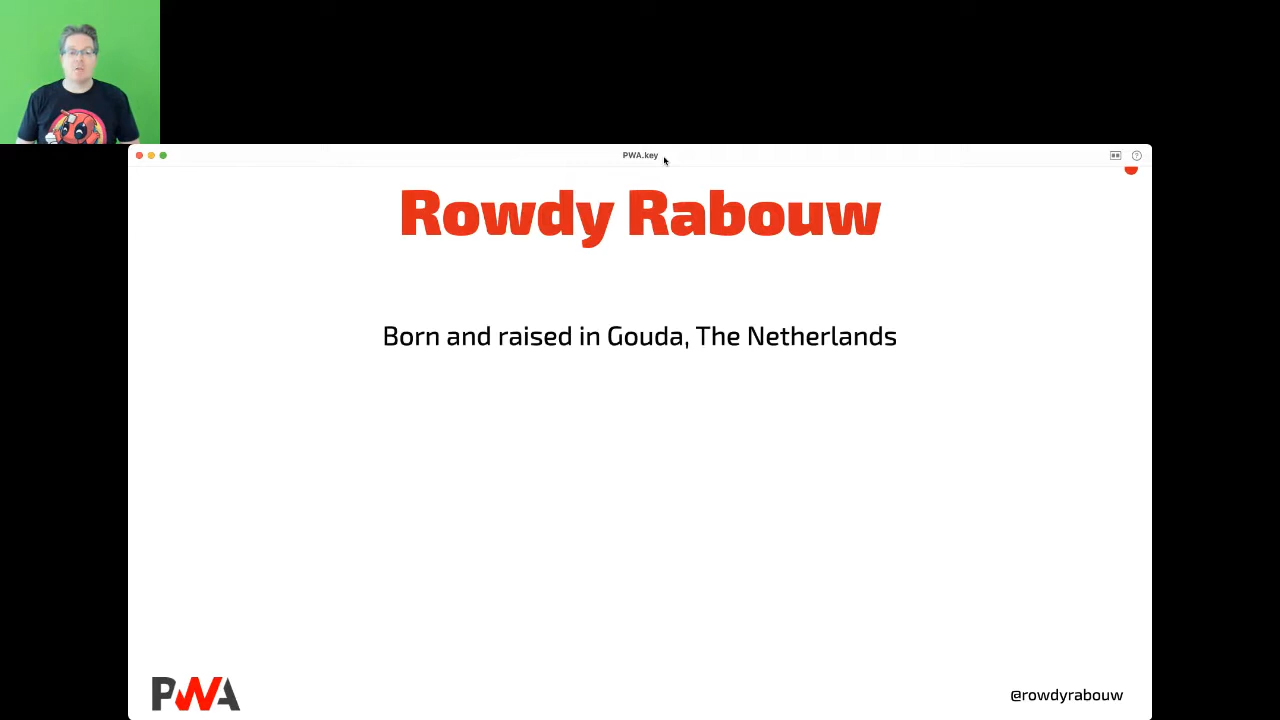 PWA.key
Rowdy Rabouw
Born and raised in Gouda, The Netherlands
PWA
@rowdyrabouw